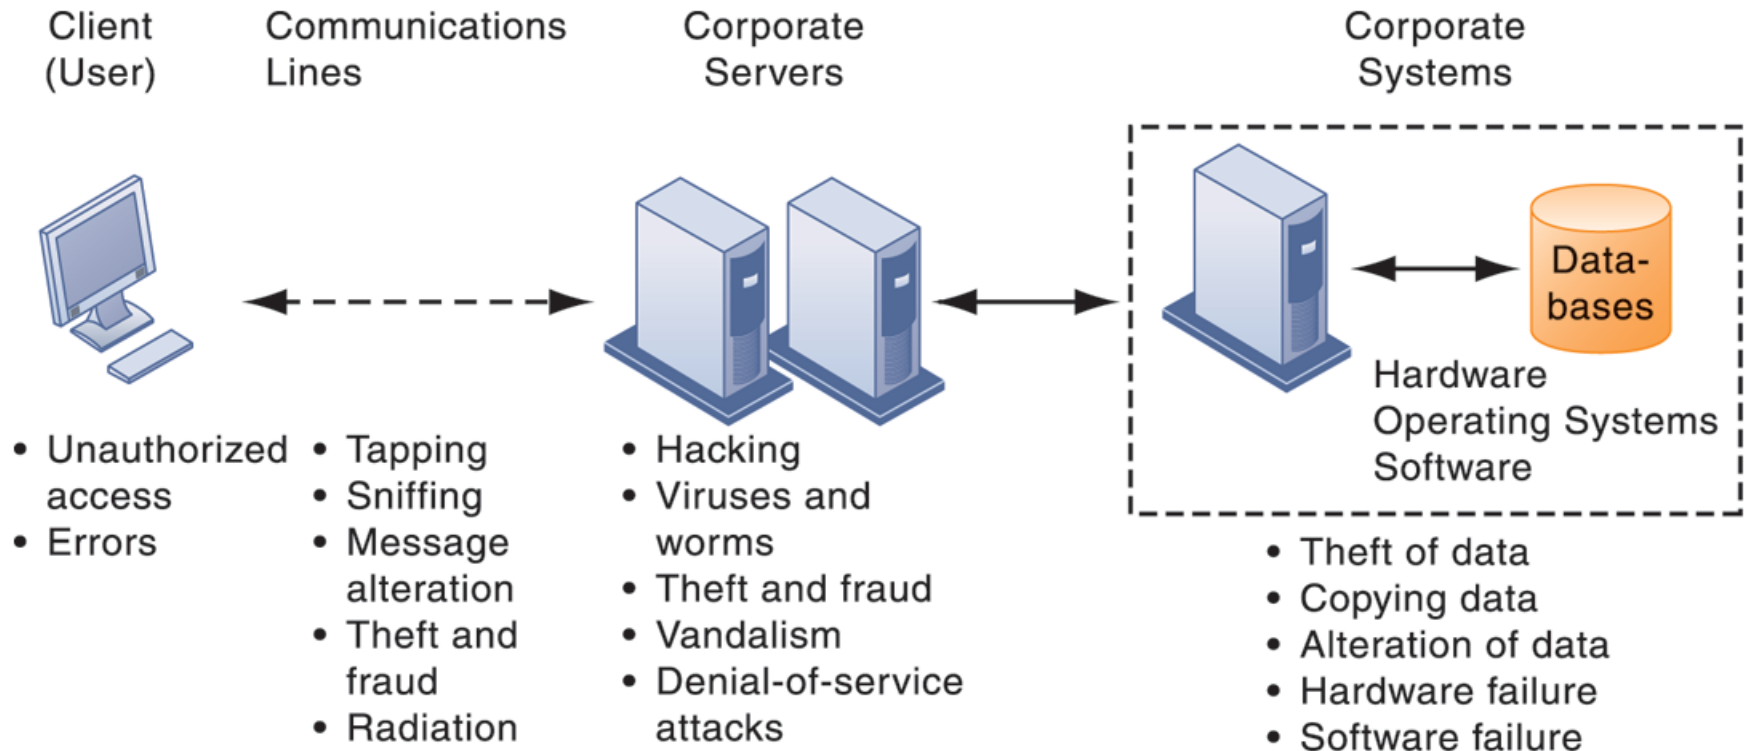 Client
(User)
Communications
Lines
Corporate
Servers
Corporate
Systems
Data-
bases
Hardware
Operating Systems
Software
• Unauthorized
access
• Errors
• Tapping
• Sniffing
• Message
alteration
• Theft and
fraud
• Radiation
• Hacking
• Viruses and
worms
• Theft and fraud
• Vandalism
• Denial-of-service
attacks
• Theft of data
• Copying data
• Alteration of data
• Hardware failure
• Software failure